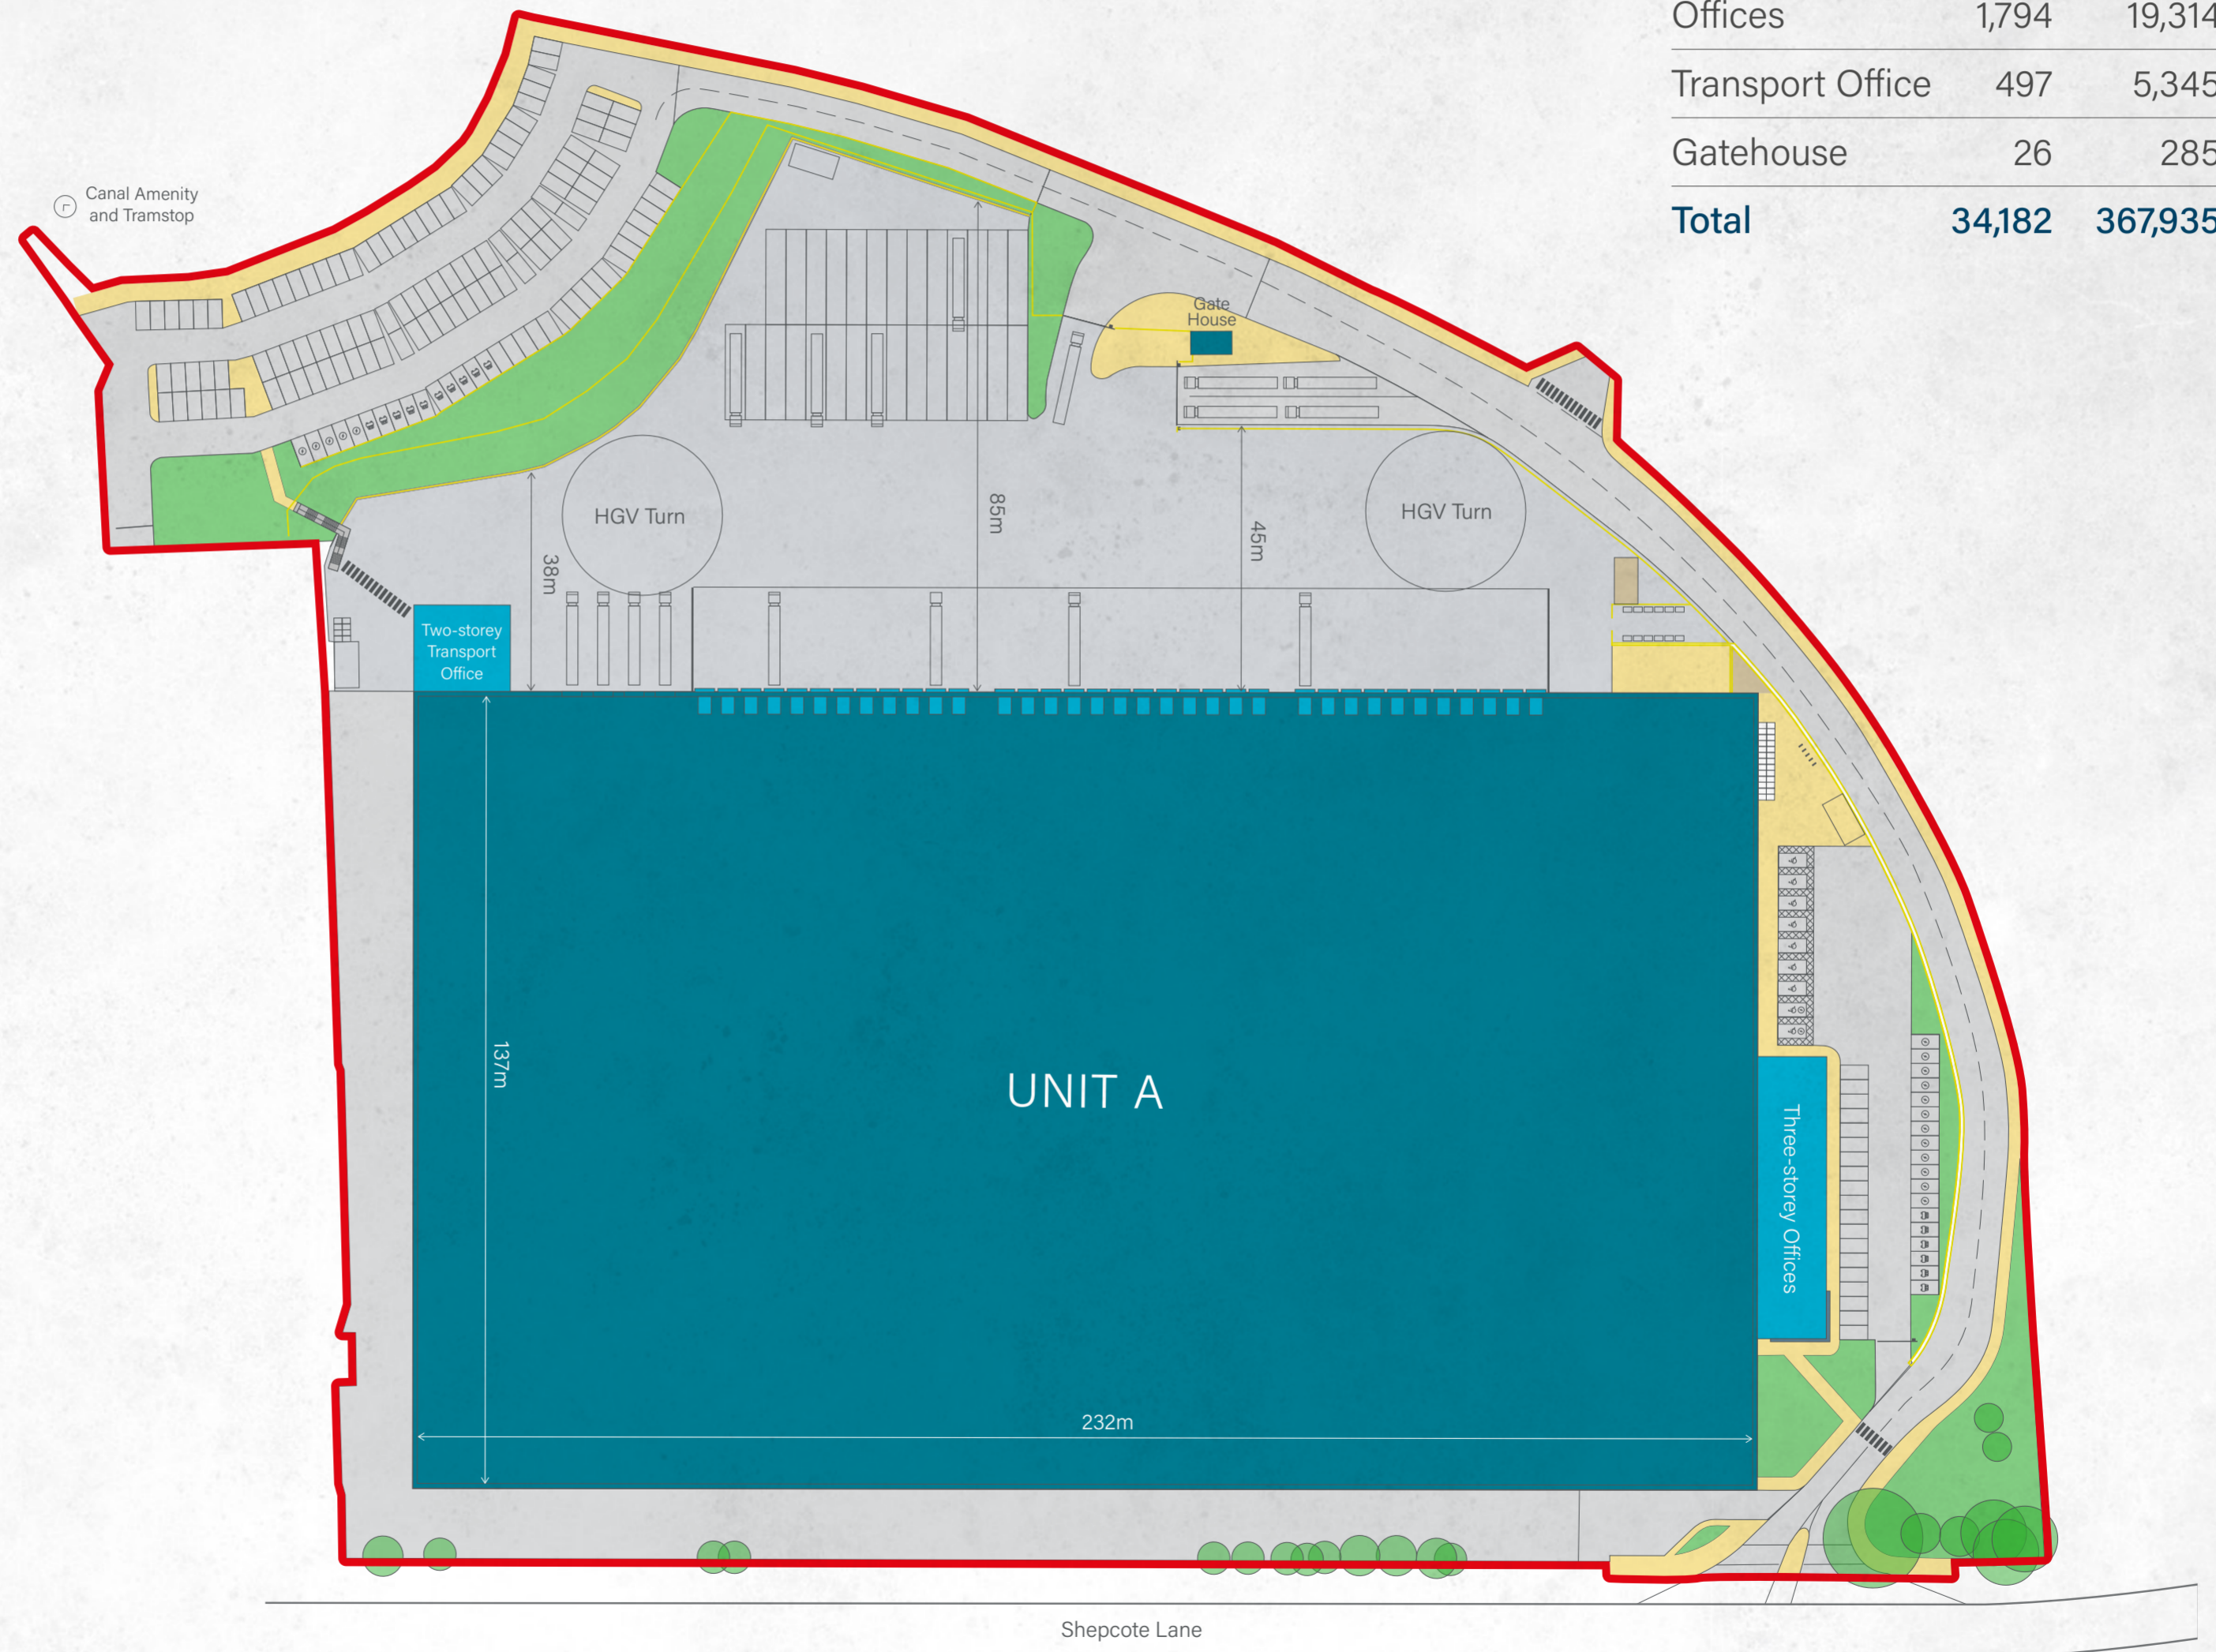 Offices 1,794 19,314
Transport Office 497 5,345
Gatehouse 26 285
Total 34,182 367,935
Canal Amenity
and Tramstop
Gate
House
HGV Turn
HGV Turn
85m
45m
38m
Two-storey
Transport
Office
137m
UNIT A
Three-storey Offices
232m
Shepcote Lane